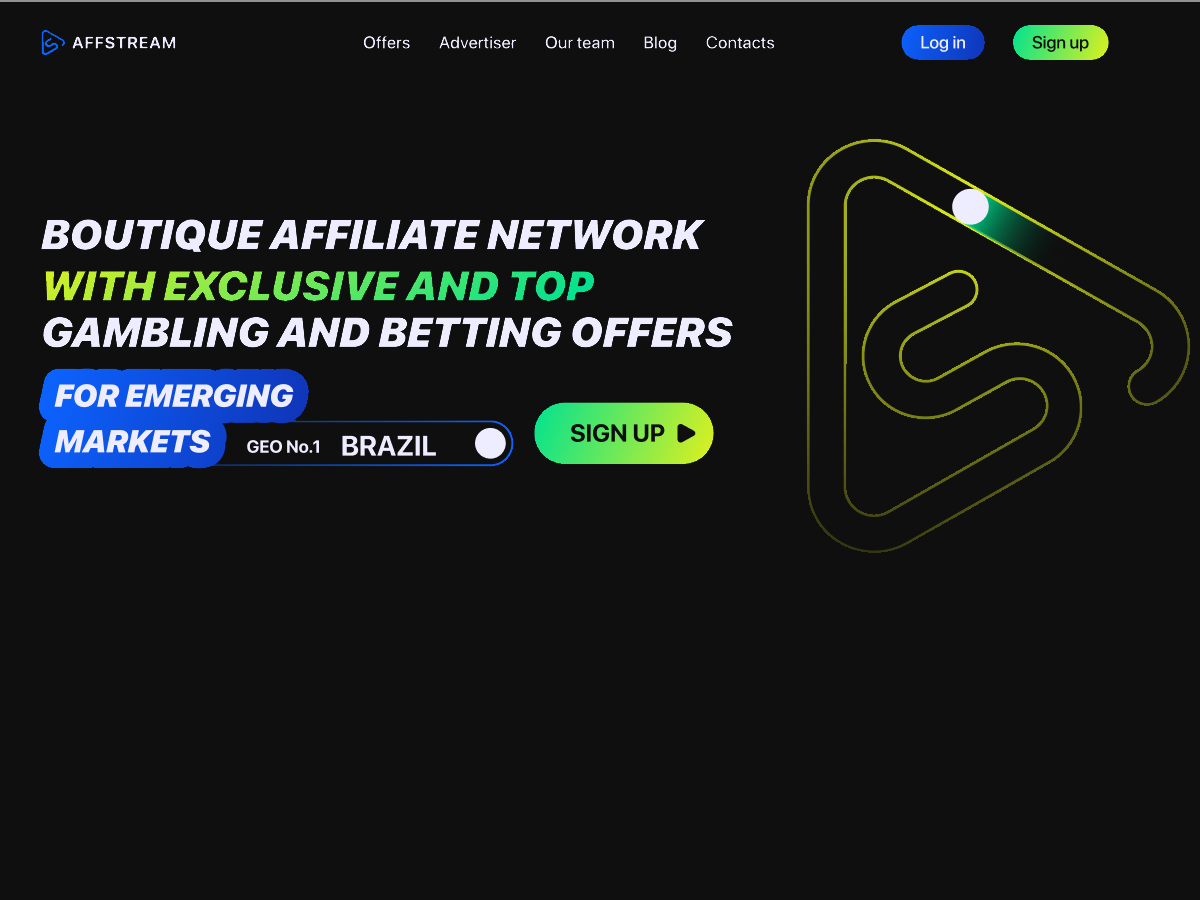 AFFSTREAM
Offers
Advertiser
Our team
Blog
Contacts
Log in
Sign up
BOUTIQUE AFFILIATE NETWORK
WITH EXCLUSIVE AND TOP
GAMBLING AND BETTING OFFERS
FOR EMERGING
MARKETS
GEO No.1 BRAZIL
SIGN UP